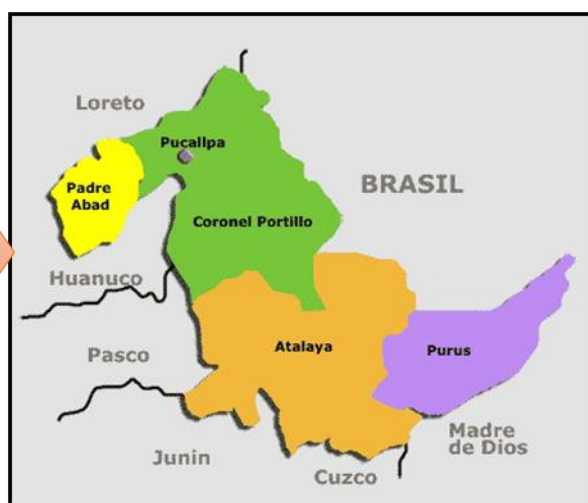 Loreto
Pucallpa
Padre
Abad
BRASIL
Coronel Portillo
Huanuco
Atalaya
Purus
Pasco
Junin
Madre
de Dios
Cuzco